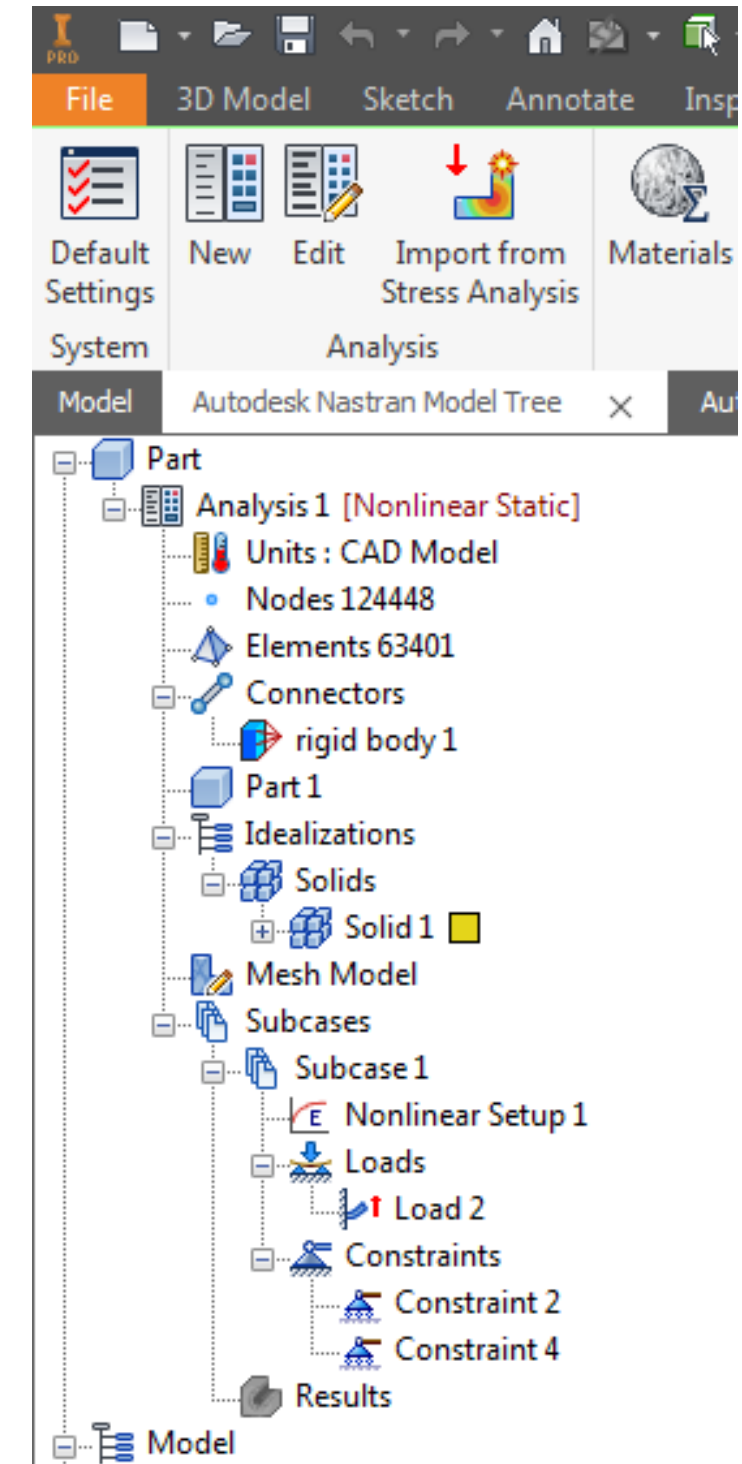 I
PRO
File 3D Model Sketch Annotate Insp
Default Settings New Edit Import from Stress Analysis Materials
System Analysis
Model Autodesk Nastran Model Tree Aut
Part
Analysis 1 [Nonlinear Static]
Units : CAD Model
Nodes 124448
Elements 63401
Connectors
rigid body 1
Part 1
Idealizations
Solids
Solid 1
Mesh Model
Subcases
Subcase 1
E Nonlinear Setup 1
Loads
Load 2
Constraints
Constraint 2
Constraint 4
Results
Model